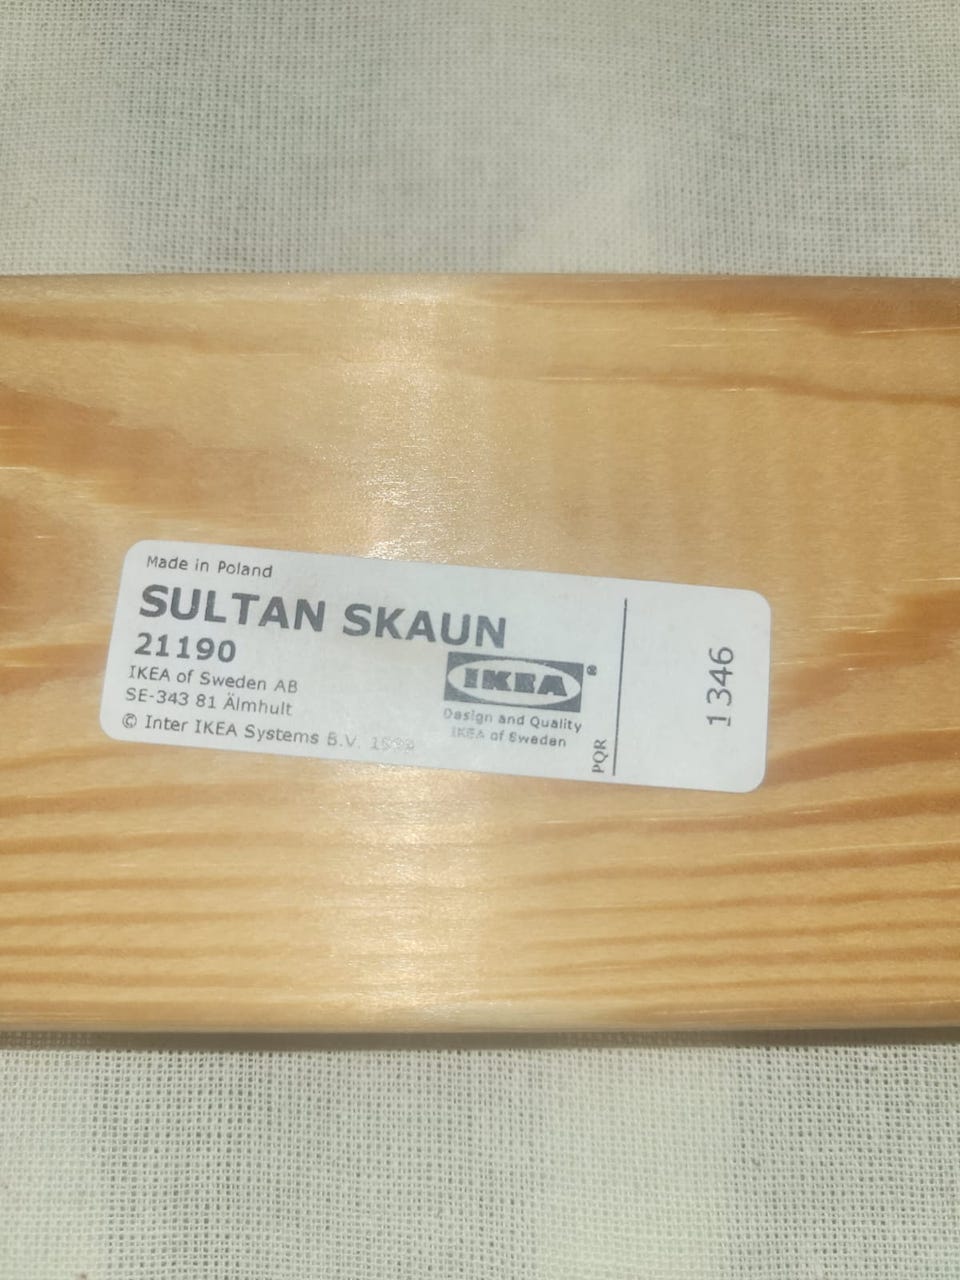 Made in Poland
SULTAN SKAUN
21190
IKEA of Sweden AB
SE-343 81 Älmhult
© Inter IKEA Systems B.V.
IKEA®
Design and Quality
IKEA of Sweden
PQR
1346